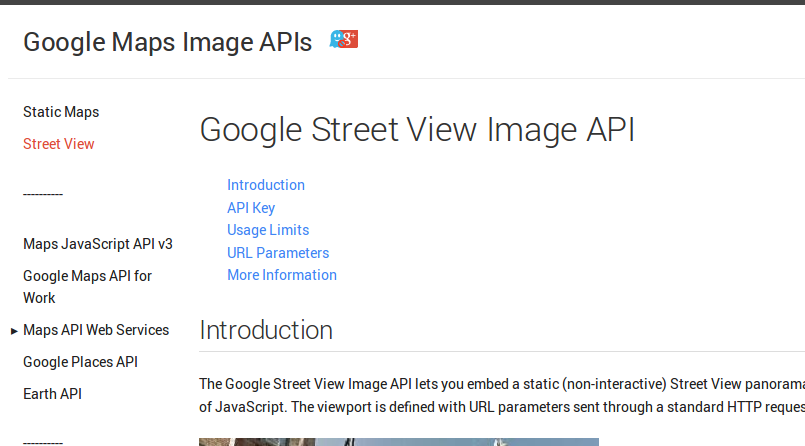 Google Maps Image APIs
g+
Static Maps
Street View
----------
Maps JavaScript API v3
Google Maps API for
Work
Maps API Web Services
Google Places API
Earth API
----------
Google Street View Image API
Introduction
API Key
Usage Limits
URL Parameters
More Information
Introduction
The Google Street View Image API lets you embed a static (non-interactive) Street View panorama
of JavaScript. The viewport is defined with URL parameters sent through a standard HTTP reques